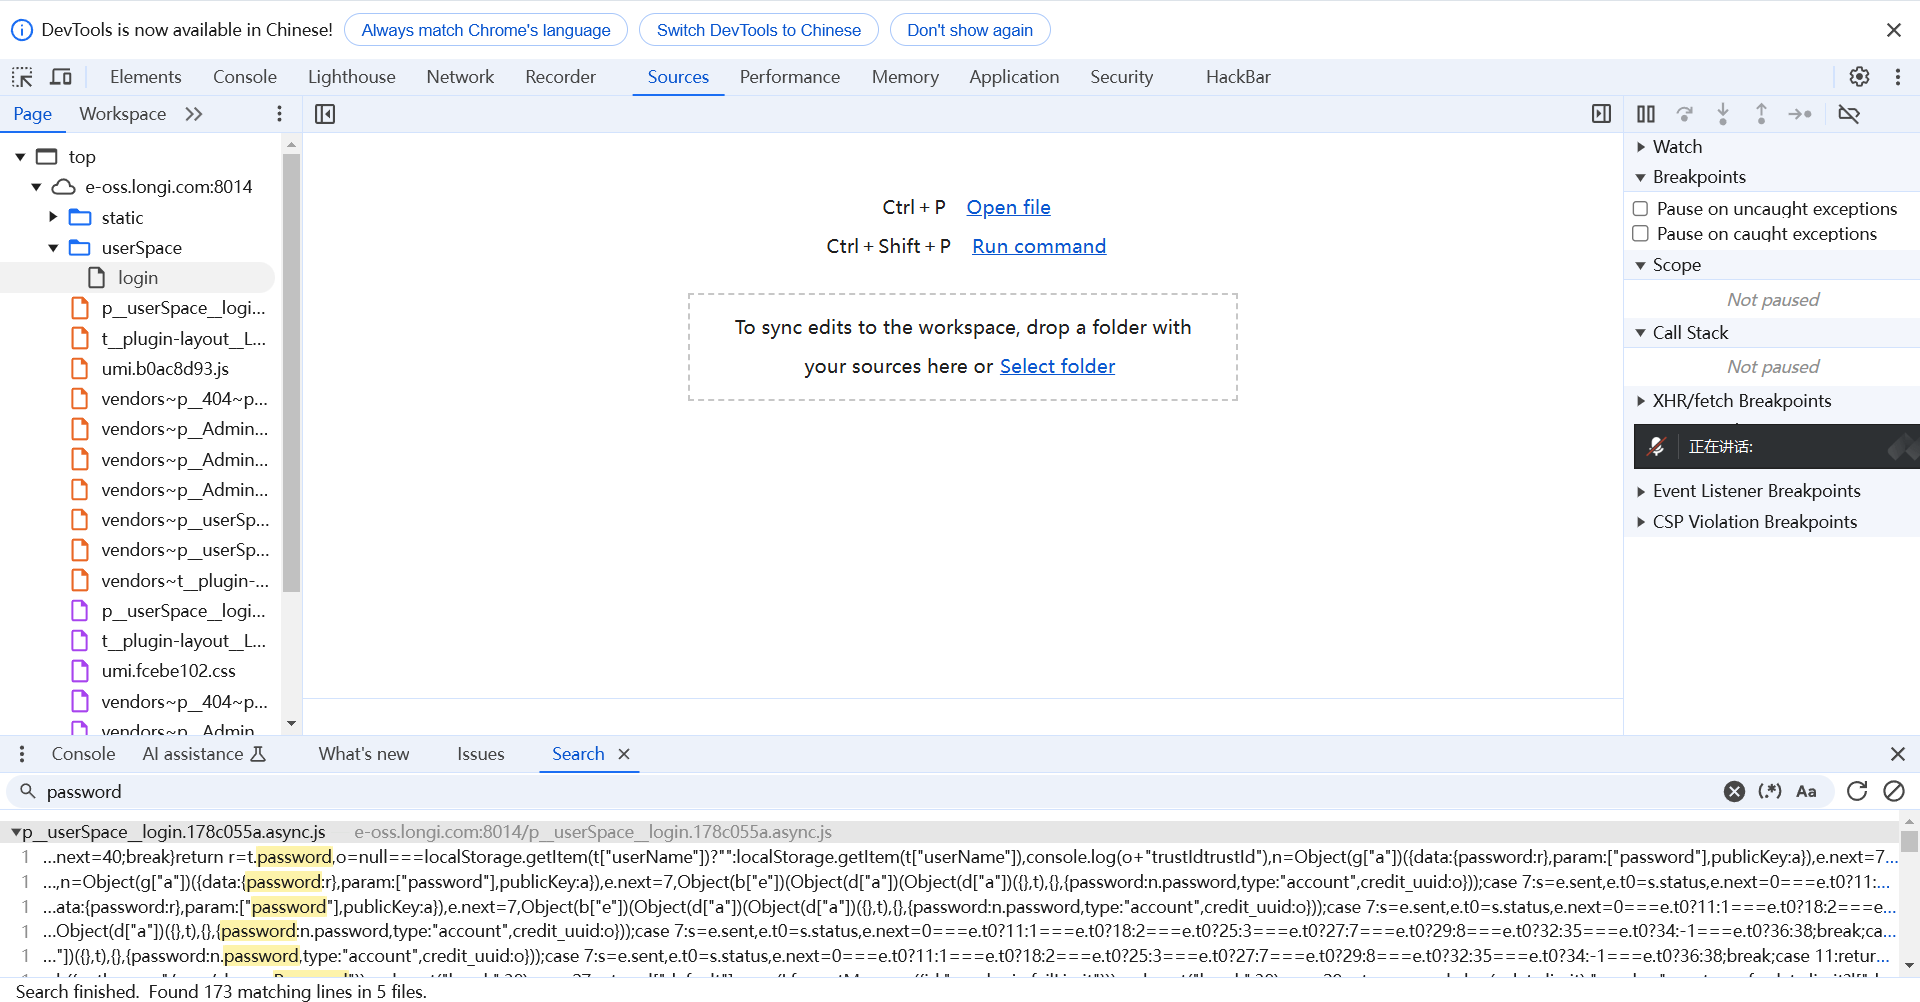 DevTools is now available in Chinese! Always match Chrome's language Switch DevTools to Chinese Don't show again
Elements Console Lighthouse Network Recorder Sources Performance Memory Application Security HackBar
Page Workspace
top
e-oss.longi.com:8014
static
userSpace
login
p__userSpace__logi...
t__plugin-layout__L...
umi.b0ac8d93.js
vendors~p__404~p...
vendors~p__Admin...
vendors~p__Admin...
vendors~p__Admin...
vendors~p__userSp...
vendors~p__userSp...
vendors~t__plugin-...
p__userSpace__logi...
t__plugin-layout__L...
umi.fcebe102.css
vendors~p__404~p...
vendors~p__Admin
Ctrl + P Open file
Ctrl + Shift + P Run command
To sync edits to the workspace, drop a folder with
your sources here or Select folder
Watch
Breakpoints
Pause on uncaught exceptions
Pause on caught exceptions
Scope
Not paused
Call Stack
Not paused
XHR/fetch Breakpoints
正在讲话:
Event Listener Breakpoints
CSP Violation Breakpoints
Console AI assistance What's new Issues Search
password
(.*) Aa
p__userSpace__login.178c055a.async.js e-oss.longi.com:8014/p__userSpace__login.178c055a.async.js
1 ...next=40;break}return r=t.password,o=null===localStorage.getItem(t["userName"])?"":localStorage.getItem(t["userName"]),console.log(o+"trustIdtrustId"),n=Object(g["a"])({data:{password:r},param:["password"],publicKey:a}),e.next=7...
1 ...,n=Object(g["a"])({data:{password:r},param:["password"],publicKey:a}),e.next=7,Object(b["e"])(Object(d["a"])(Object(d["a"])({},t),{},{password:n.password,type:"account",credit_uuid:o}));case 7:s=e.sent,e.t0=s.status,e.next=0===e.t0?11:...
1 ...ata:{password:r},param:["password"],publicKey:a}),e.next=7,Object(b["e"])(Object(d["a"])(Object(d["a"])({},t),{},{password:n.password,type:"account",credit_uuid:o}));case 7:s=e.sent,e.t0=s.status,e.next=0===e.t0?11:1===e.t0?18:2===e...
1 ...Object(d["a"])({},t),{},{password:n.password,type:"account",credit_uuid:o}));case 7:s=e.sent,e.t0=s.status,e.next=0===e.t0?11:1===e.t0?18:2===e.t0?25:3===e.t0?27:7===e.t0?29:8===e.t0?32:35===e.t0?34:-1===e.t0?36:38;break;ca...
1 ..."])({},t),{},{password:n.password,type:"account",credit_uuid:o}));case 7:s=e.sent,e.t0=s.status,e.next=0===e.t0?11:1===e.t0?18:2===e.t0?25:3===e.t0?27:7===e.t0?29:8===e.t0?32:35===e.t0?34:-1===e.t0?36:38;break;case 11:retur...
Search finished. Found 173 matching lines in 5 files.